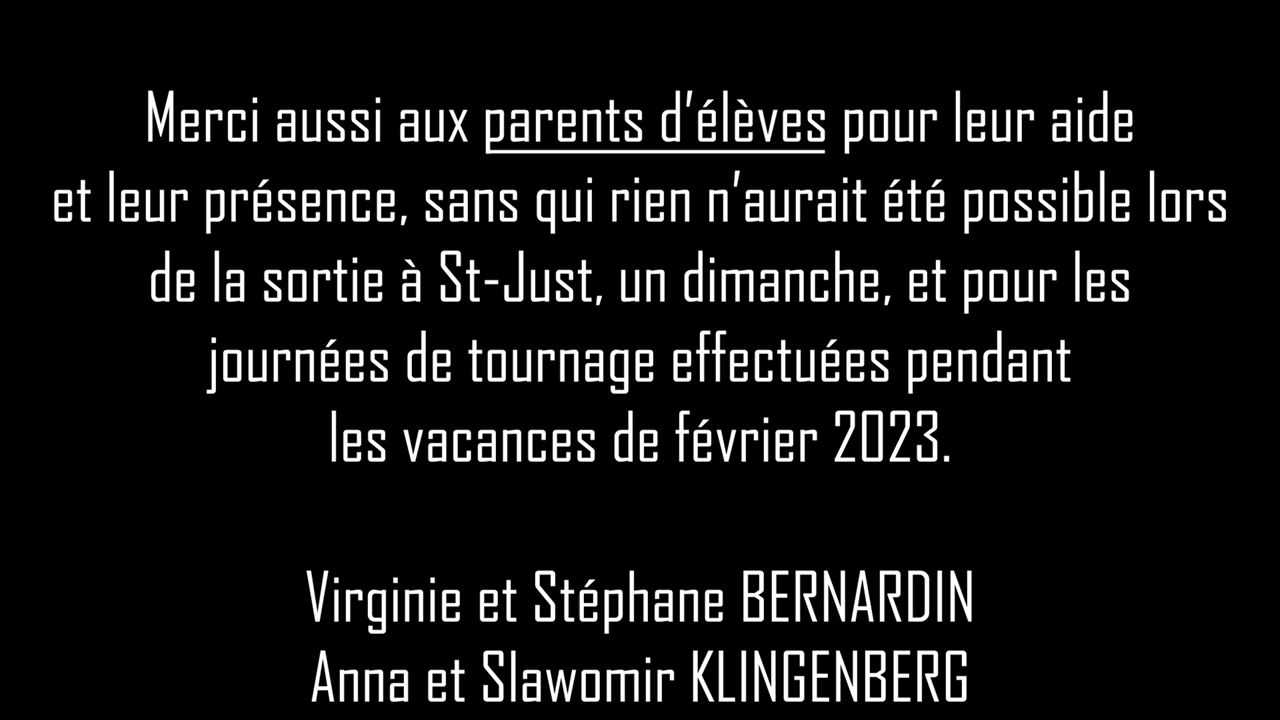 Merci aussi aux parents d’élèves pour leur aide
et leur présence, sans qui rien n’aurait été possible lors
de la sortie à St-Just, un dimanche, et pour les
journées de tournage effectuées pendant
les vacances de février 2023.
Virginie et Stéphane BERNARDIN
Anna et Slawomir KLINGENBERG